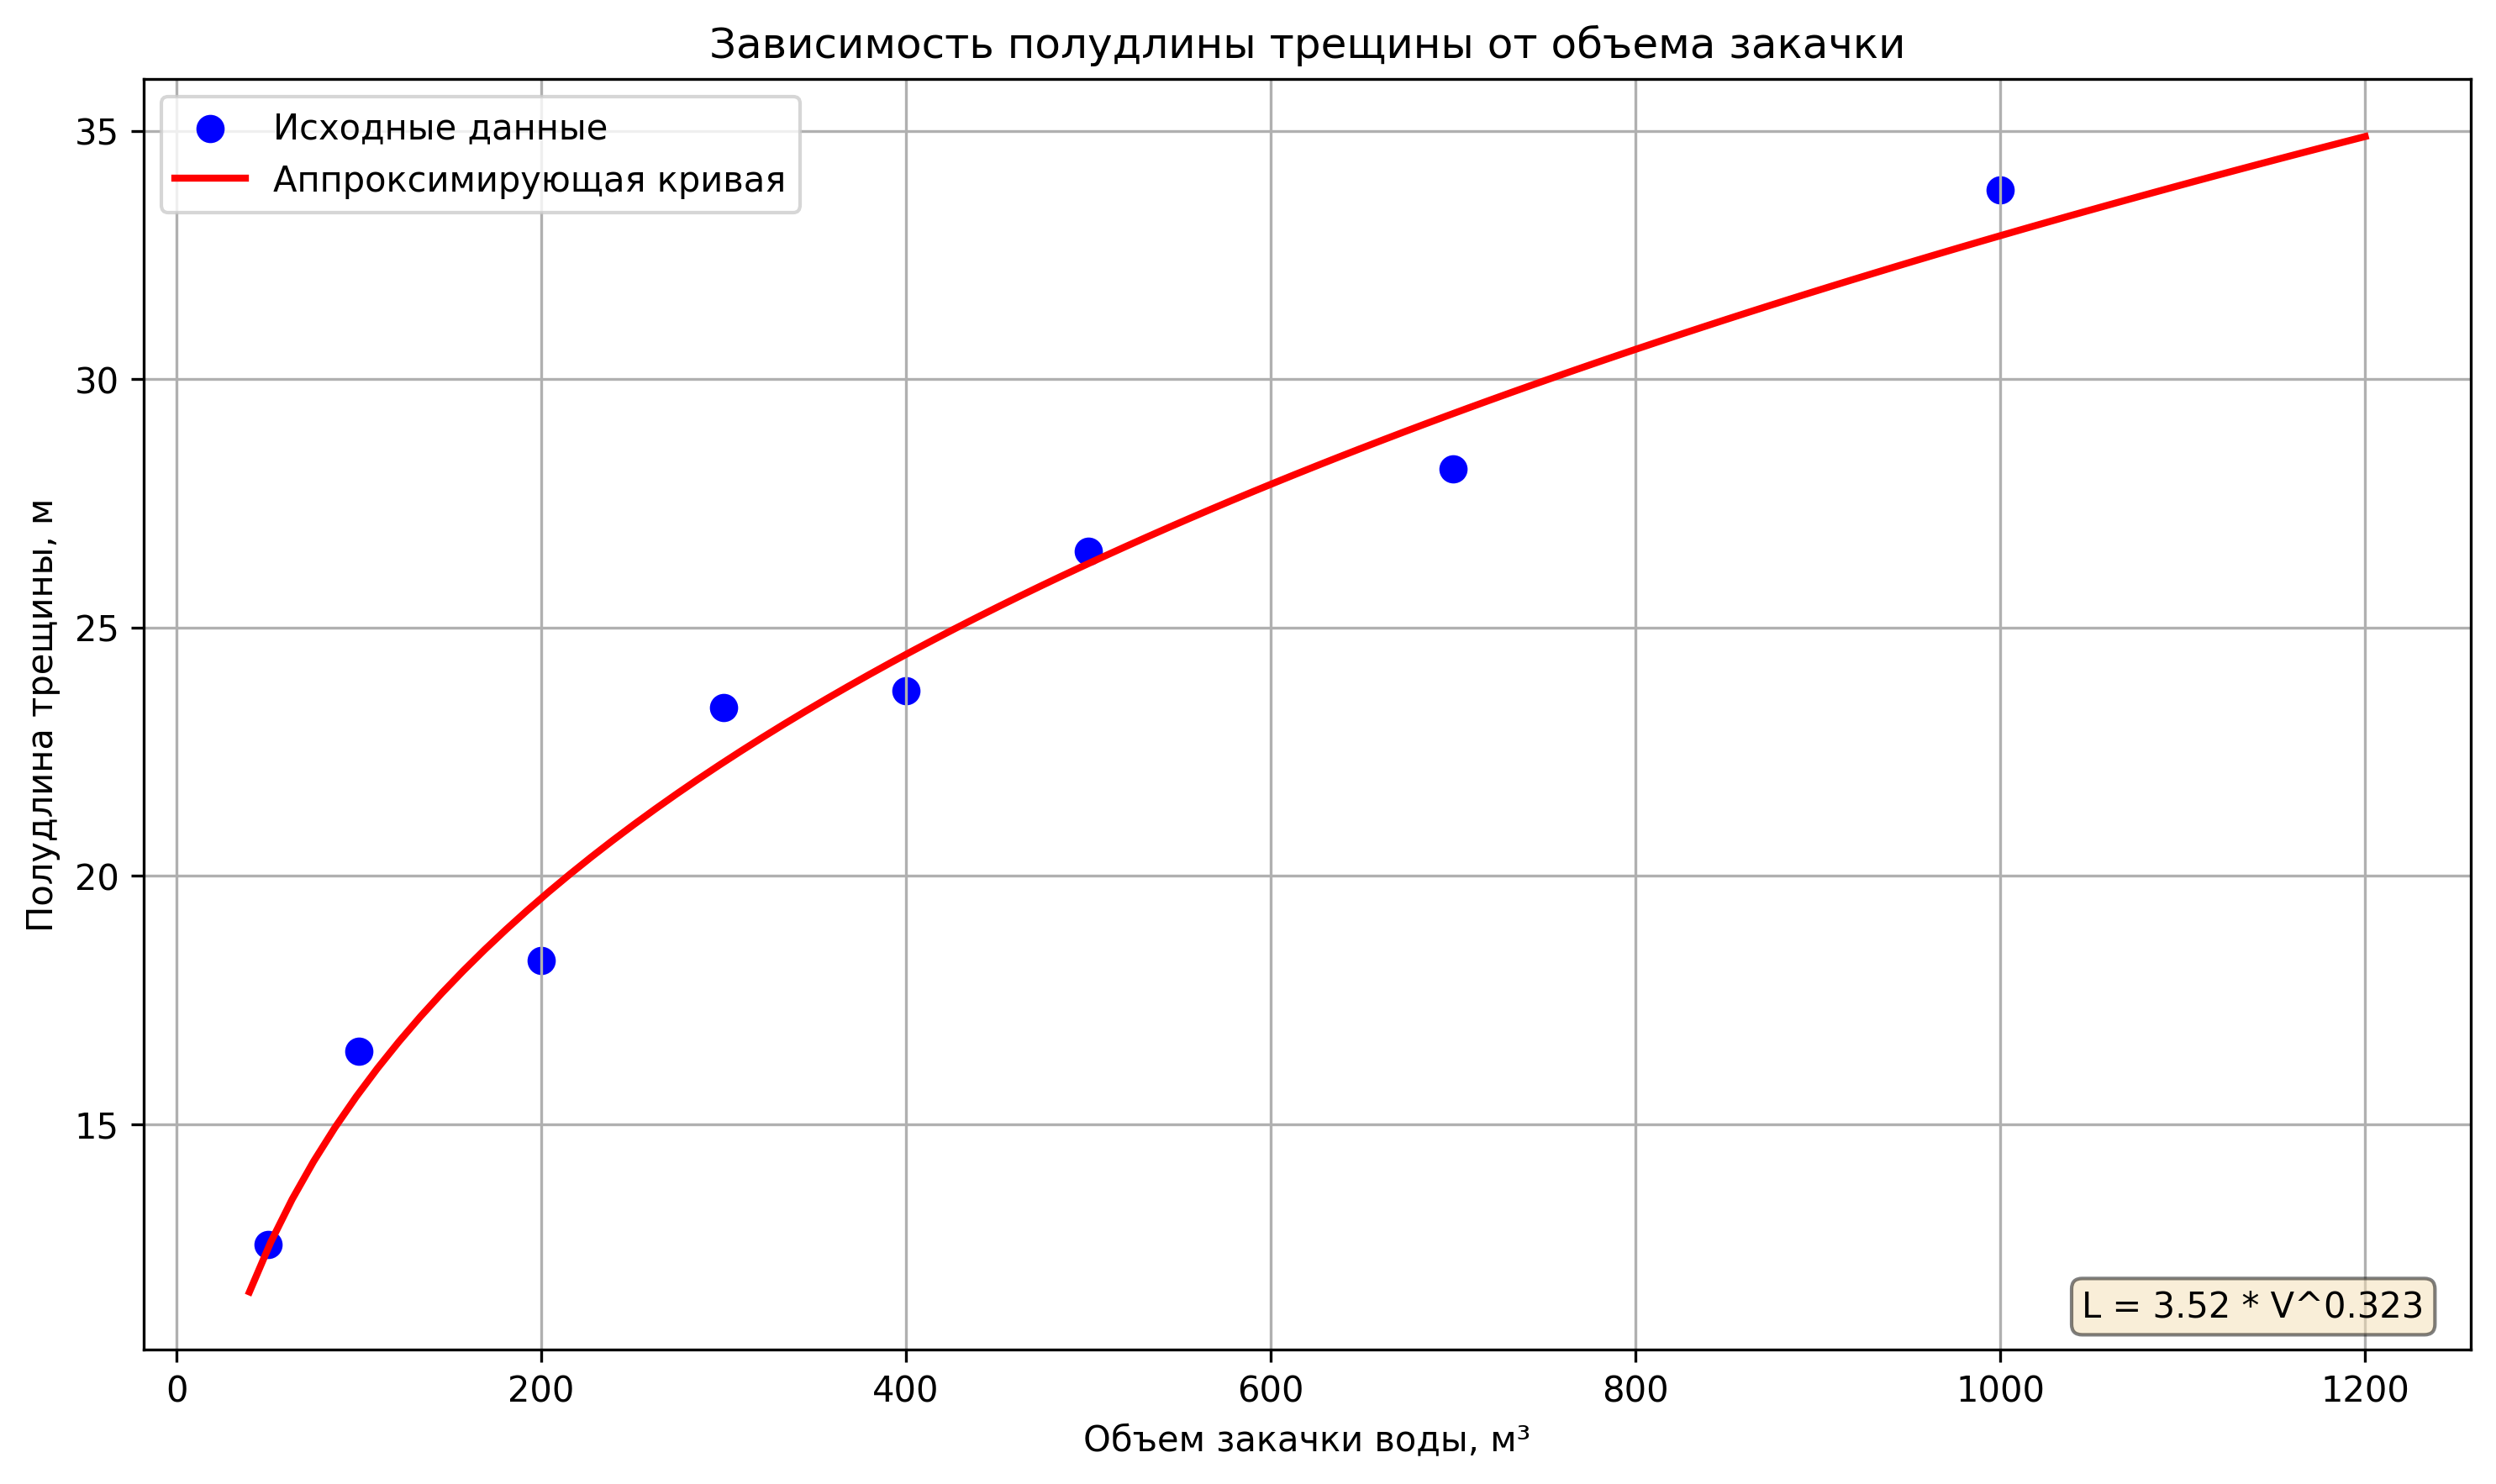 Зависимость полудлины трещины от объема закачки
Исходные данные
Аппроксимирующая кривая
35
30
25
20
15
Полудлина трещины, м
L = 3.52 * V^0.323
0 200 400 600 800 1000 1200
Объем закачки воды, м³